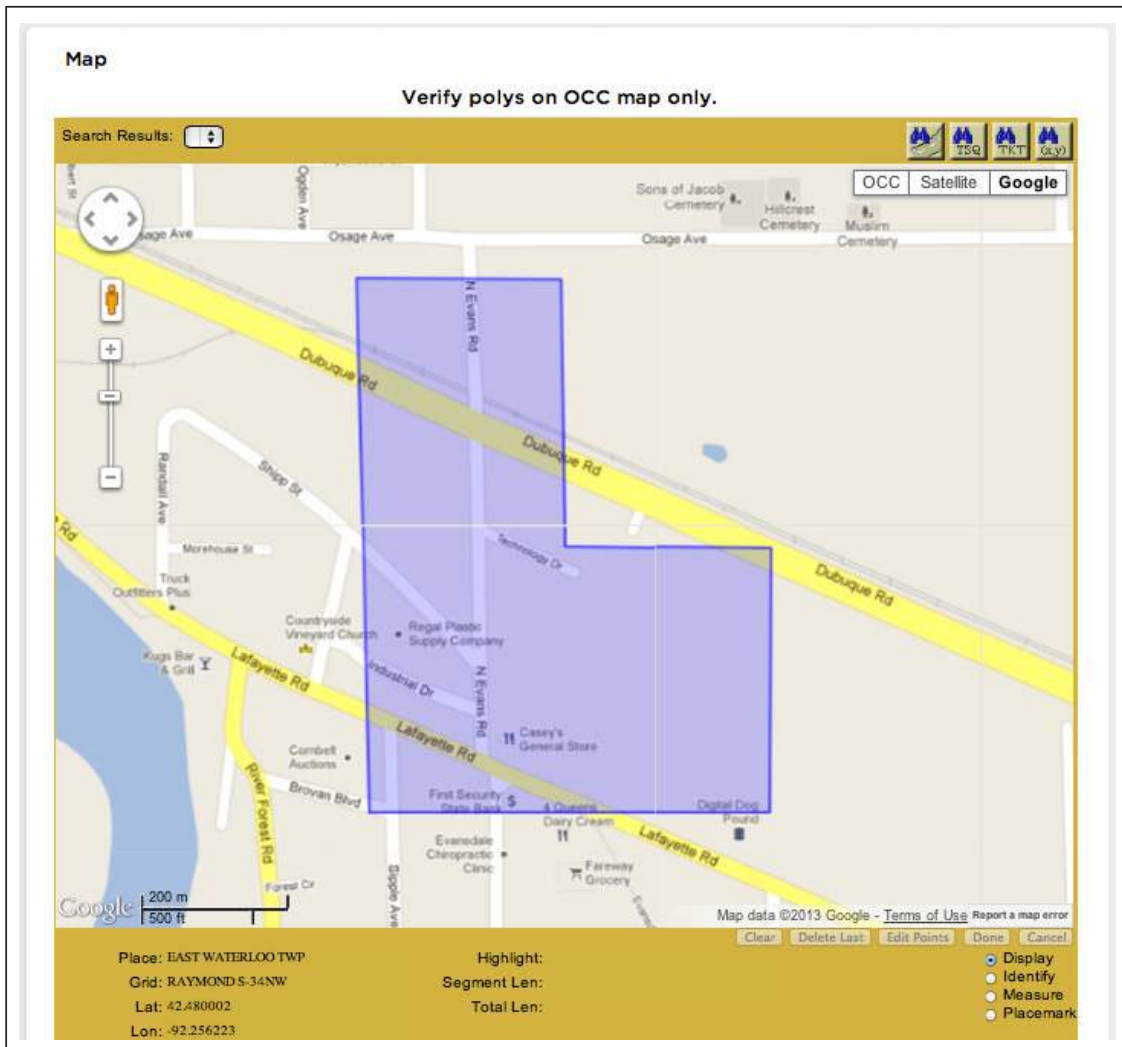 Map
Verify polys on OCC map only.
Search Results:
TSQ
TKT
(x,y)
OCC
Satellite
Google
Ogden Ave
Sons of Jacob
Cemetery
Hillcrest
Cemetery
Muslim
Cemetery
Osage Ave
Osage Ave
N Evans Rd
Dubuque Rd
Dubuque Rd
Dubuque Rd
Randall Ave
Shipp St
Technology Dr
Morehouse St
Truck
Outfitters Plus
Countryside
Vineyard Church
Regal Plastic
Supply Company
Kugs Bar
& Grill
Lafayette Rd
Industrial Dr
N Evans Rd
Lafayette Rd
Casey's
General Store
Cornbelt
Auctions
River Forest Rd
Brovan Blvd
First Security
State Bank
4 Queens
Dairy Cream
Digital Dog
Pound
Lafayette Rd
Evansdale
Chiropractic
Clinic
Fareway
Grocery
Sipple Ave
Forest Cir
Google
200 m
500 ft
Map data ©2013 Google - Terms of Use Report a map error
Clear
Delete Last
Edit Points
Done
Cancel
Place: EAST WATERLOO TWP
Highlight:
Display
Grid: RAYMOND S-34NW
Segment Len:
Identify
Lat: 42.480002
Total Len:
Measure
Lon: -92.256223
Placemark